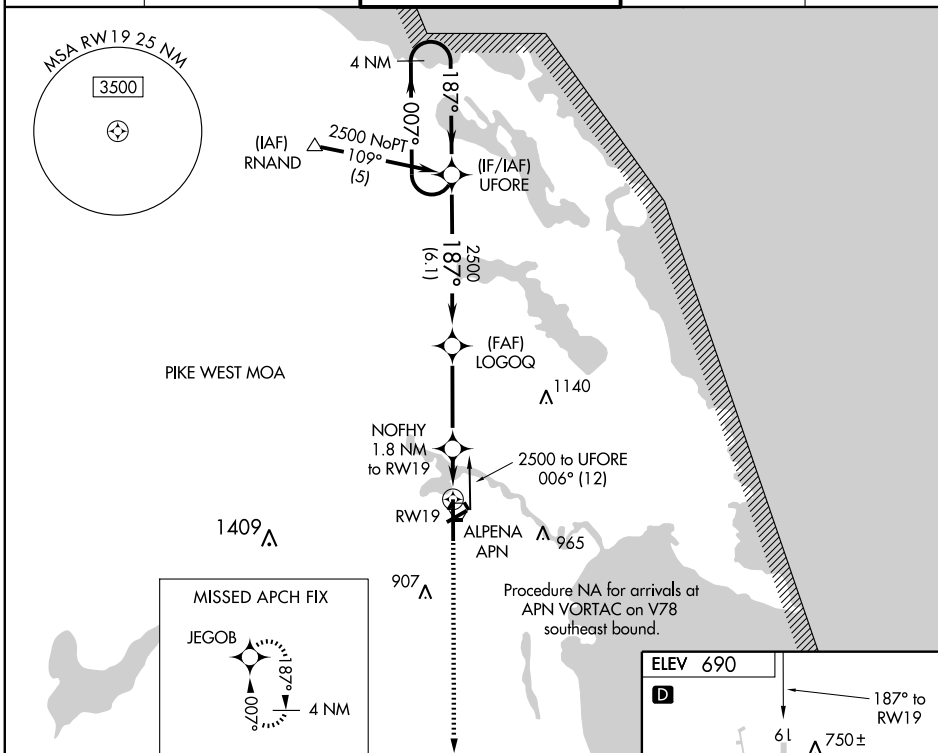 MSA RW19 25 NM
3500
4 NM
187°
007°
(IAF)
RNAND
2500 NoPT
109°
(5)
(IF/IAF)
UFORE
2500
187°
(6.1)
(FAF)
LOGOQ
PIKE WEST MOA
1140
NOFHY
1.8 NM
to RW19
2500 to UFORE
006° (12)
RW19
ALPENA
APN
1409
965
907
Procedure NA for arrivals at
APN VORTAC on V78
southeast bound.
MISSED APCH FIX
JEGOB
187°
007°
4 NM
ELEV 690
D
187° to
RW19
19
750±